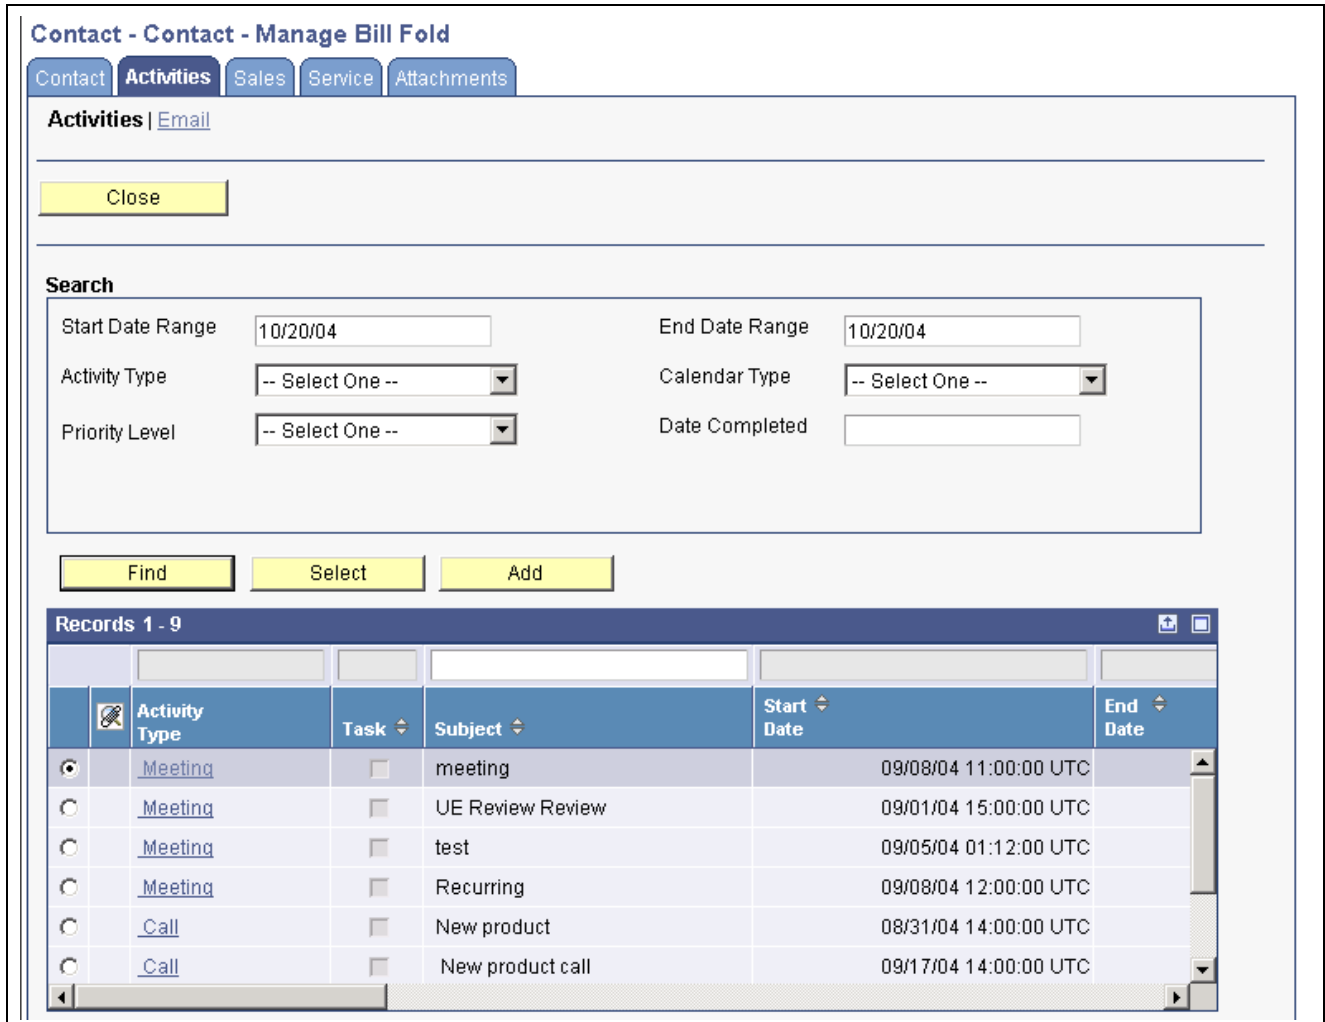 Contact - Contact - Manage Bill Fold
Contact Activities Sales Service Attachments
Activities | Email
Close
Search
Start Date Range 10/20/04 End Date Range 10/20/04
Activity Type -- Select One -- Calendar Type -- Select One --
Priority Level -- Select One -- Date Completed
Find Select Add
Records 1 - 9
Activity Type Task Subject Start Date End Date
Meeting meeting 09/08/04 11:00:00 UTC
Meeting UE Review Review 09/01/04 15:00:00 UTC
Meeting test 09/05/04 01:12:00 UTC
Meeting Recurring 09/08/04 12:00:00 UTC
Call New product 08/31/04 14:00:00 UTC
Call New product call 09/17/04 14:00:00 UTC